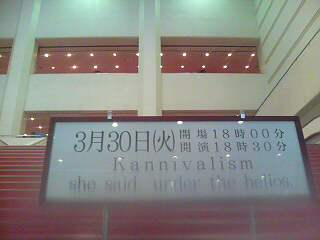 3月30日(火) 開場18時00分
開演18時30分
Kannivalism
she said. under the helios.